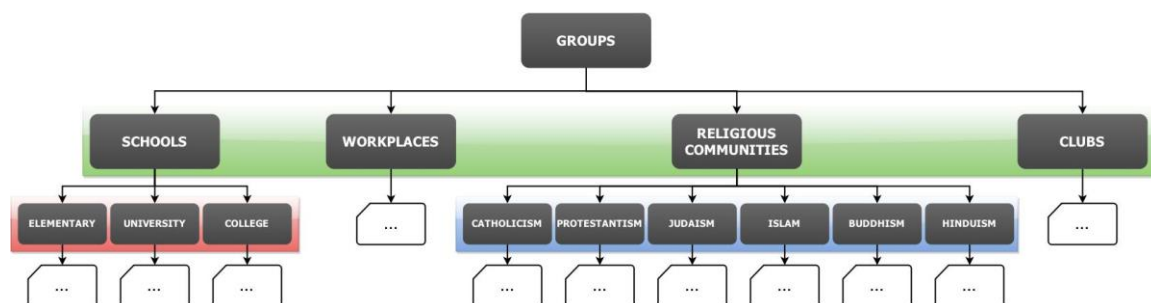 GROUPS
SCHOOLS
WORKPLACES
RELIGIOUS
COMMUNITIES
CLUBS
ELEMENTARY
UNIVERSITY
COLLEGE
...
CATHOLICISM
PROTESTANTISM
JUDAISM
ISLAM
BUDDHISM
HINDUISM
...
...
...
...
...
...
...
...
...
...